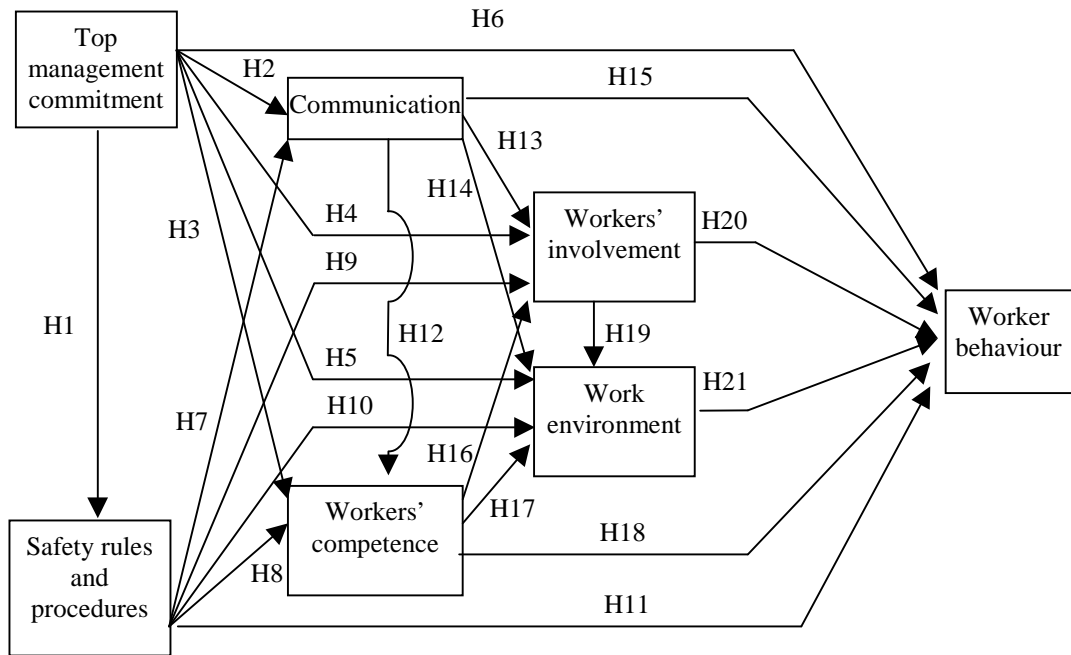 H6
Top
management
commitment
H2
H15
Communication
H13
H14
H3
H4
Workers’
involvement
H20
H9
Worker
behaviour
H1
H12
H19
H5
Work
environment
H21
H7
H10
H16
Workers’
competence
H17
H18
Safety rules
and
procedures
H8
H11